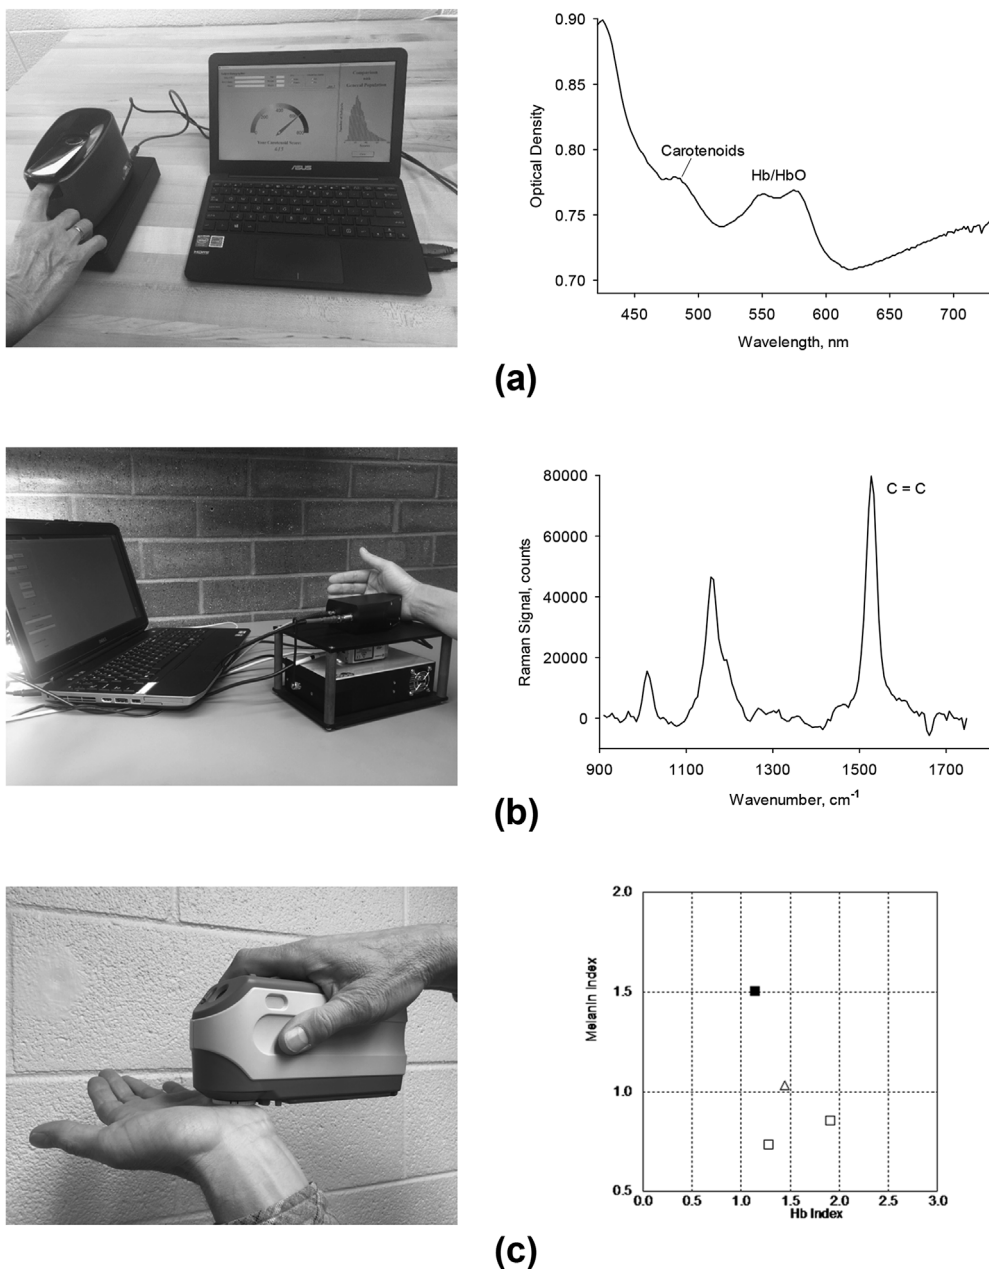 0.90
0.85
0.80
0.75
0.70
Optical Density
Carotenoids
Hb/HbO
450 500 550 600 650 700
Wavelength, nm
ASUS
(a)
80000
60000
40000
20000
0
Raman Signal, counts
C = C
900 1100 1300 1500 1700
Wavenumber, cm-1
(b)
2.0
1.5
1.0
0.5
Melanin Index
0.0 0.5 1.0 1.5 2.0 2.5 3.0
Hb Index
(c)